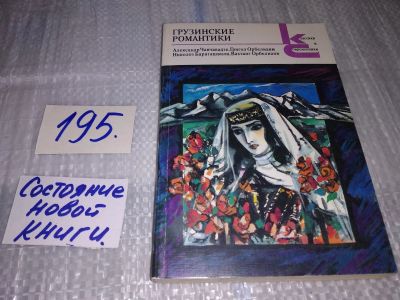 ГРУЗИНСКИЕ
РОМАНТИКИ
Александр Чавчавадзе, Григол Орбелиани
Николоз Бараташвили, Вахтанг Орбелиани
195.
Состояние
новой
книги.